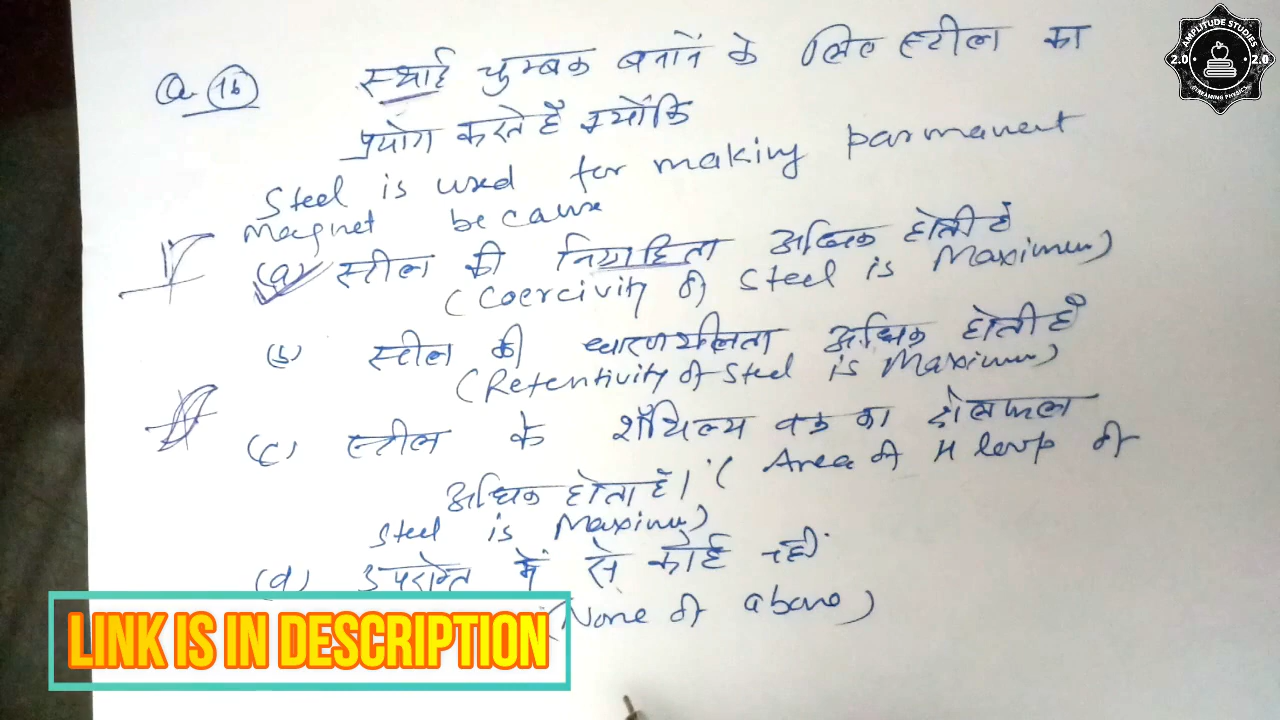 Q. (16) स्थाई चुम्बक बनाने के लिए स्टील का
प्रयोग करते हैं क्योंकि
Steel is used for making parmanent
Magnet because
(a) स्टील की निग्राहिता अधिक होती है
(Coercivity of Steel is Maximum)
(b) स्टील की धारणशीलता अधिक होती है
(Retentivity of Steel is Maximum)
(c) स्टील के शैथिल्य वक्र का क्षेत्रफल
अधिक होता है। (Area of H loop of
Steel is Maximum)
(d) उपरोक्त में से कोई नहीं
(None of above)
LINK IS IN DESCRIPTION
AMPLITUDE STUDIES
2.0 2.0
STREAMING PHYSICS